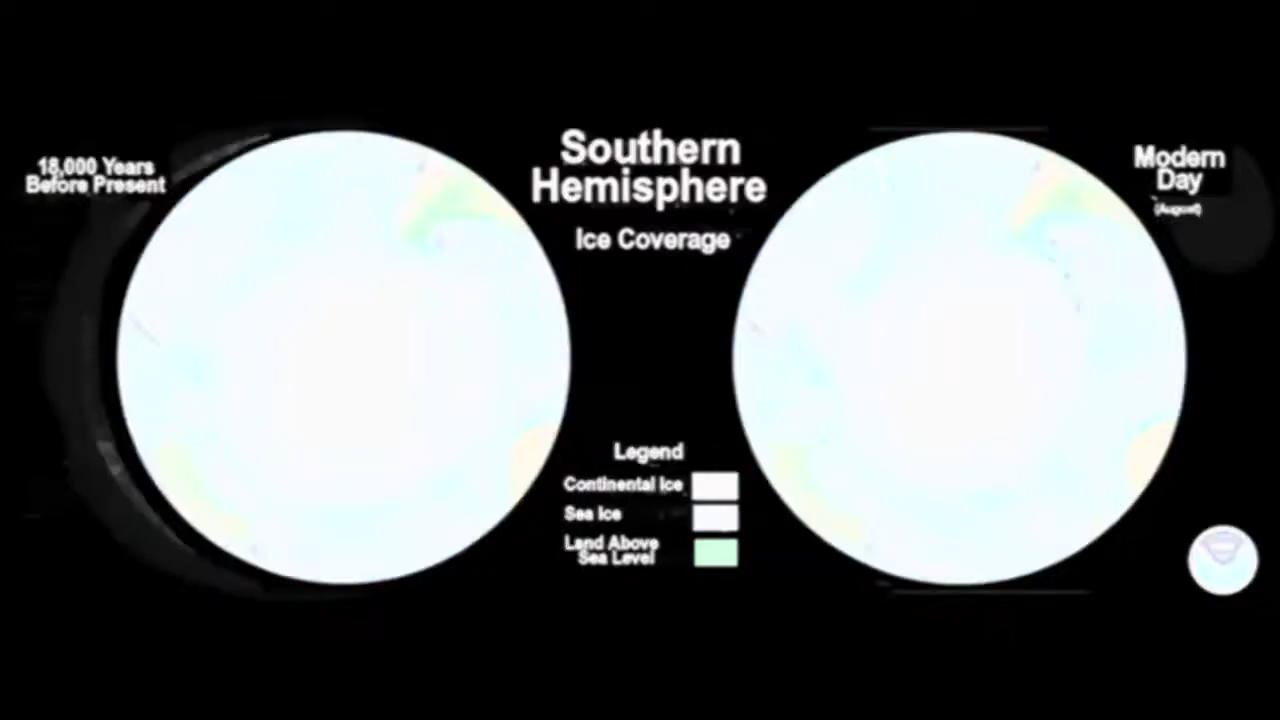 18,000 Years
Before Present
Southern
Hemisphere
Ice Coverage
Modern
Day
(August)
Legend
Continental Ice
Sea Ice
Land Above
Sea Level